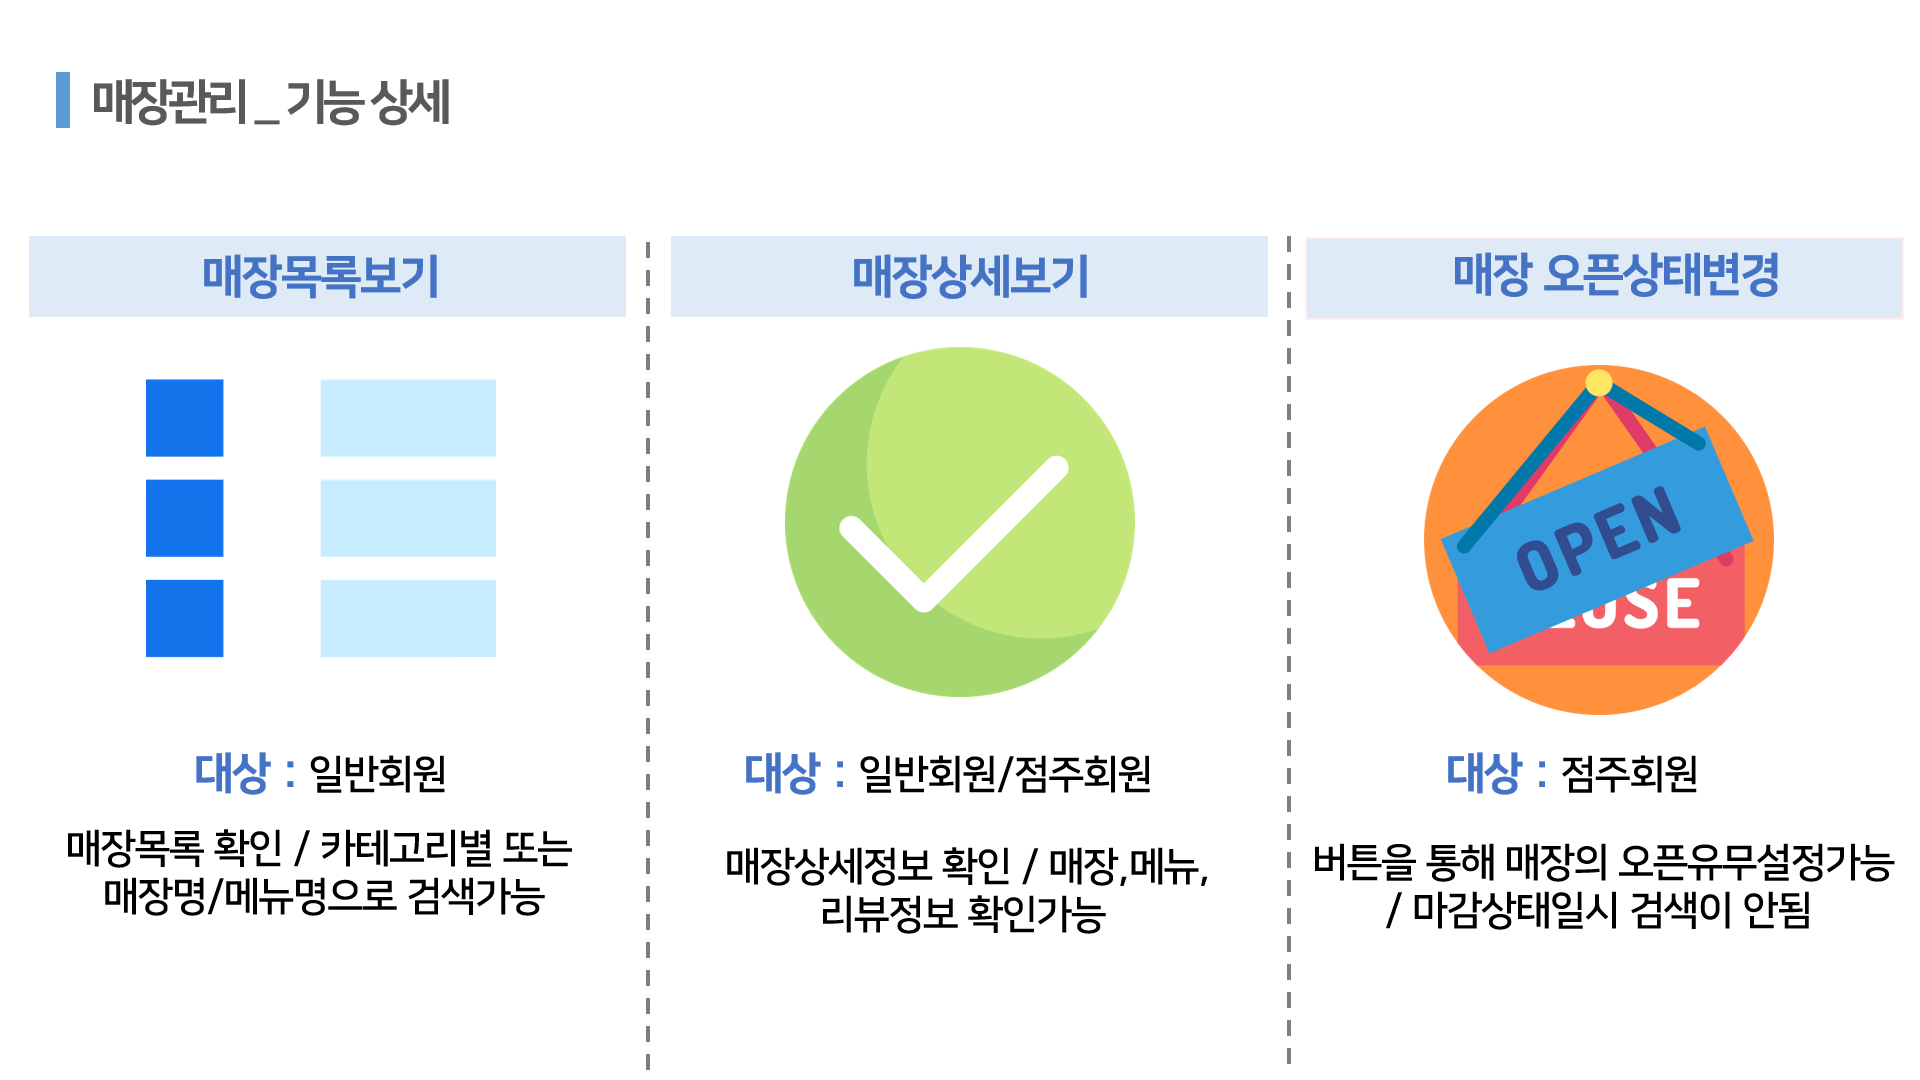 매장관리 _ 기능 상세
매장목록보기
대상 : 일반회원
매장목록 확인 / 카테고리별 또는
매장명/메뉴명으로 검색가능
매장상세보기
대상 : 일반회원/점주회원
매장상세정보 확인 / 매장,메뉴,
리뷰정보 확인가능
매장 오픈상태변경
OPEN
LOSE
대상 : 점주회원
버튼을 통해 매장의 오픈유무설정가능
/ 마감상태일시 검색이 안됨